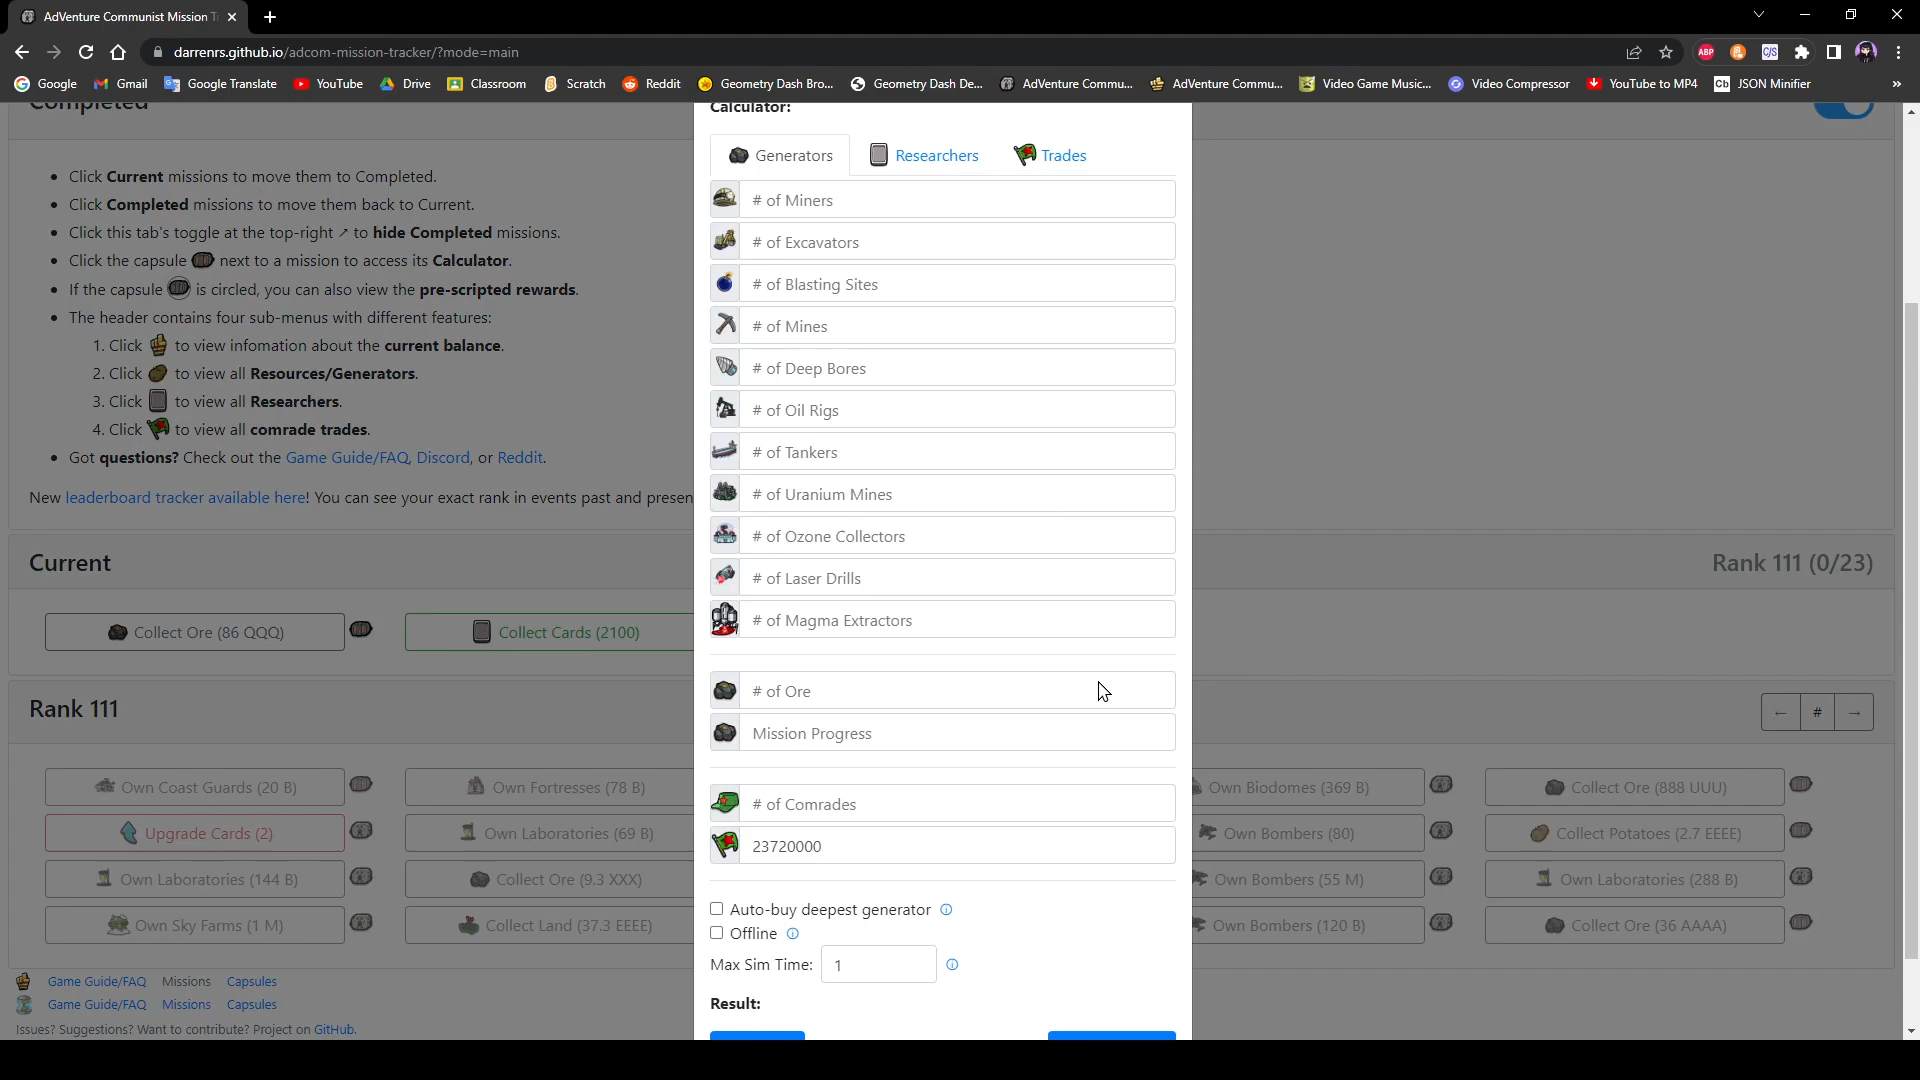 AdVenture Communist Mission T
darrenrs.github.io/adcom-mission-tracker/?mode=main
ABP
C/S
Google
Gmail
Google Translate
YouTube
Drive
Classroom
Scratch
Reddit
Geometry Dash Bro...
Geometry Dash De...
AdVenture Commu...
AdVenture Commu...
Video Game Music...
Video Compressor
YouTube to MP4
Cb JSON Minifier
»
Completed
• Click Current missions to move them to Completed.
• Click Completed missions to move them back to Current.
• Click this tab's toggle at the top-right ↗ to hide Completed missions.
• Click the capsule next to a mission to access its Calculator.
• If the capsule is circled, you can also view the pre-scripted rewards.
• The header contains four sub-menus with different features:
1. Click to view infomation about the current balance.
2. Click to view all Resources/Generators.
3. Click to view all Researchers.
4. Click to view all comrade trades.
• Got questions? Check out the Game Guide/FAQ, Discord, or Reddit.
New leaderboard tracker available here! You can see your exact rank in events past and presen
Current
Rank 111 (0/23)
Collect Ore (86 QQQ)
Collect Cards (2100)
Rank 111
← # →
Own Coast Guards (20 B)
Own Fortresses (78 B)
Own Biodomes (369 B)
Collect Ore (888 UUU)
Upgrade Cards (2)
Own Laboratories (69 B)
Own Bombers (80)
Collect Potatoes (2.7 EEEE)
Own Laboratories (144 B)
Collect Ore (9.3 XXX)
Own Bombers (55 M)
Own Laboratories (288 B)
Own Sky Farms (1 M)
Collect Land (37.3 EEEE)
Own Bombers (120 B)
Collect Ore (36 AAAA)
Game Guide/FAQ Missions Capsules
Game Guide/FAQ Missions Capsules
Issues? Suggestions? Want to contribute? Project on GitHub.
Calculator:
Generators
Researchers
Trades
# of Miners
# of Excavators
# of Blasting Sites
# of Mines
# of Deep Bores
# of Oil Rigs
# of Tankers
# of Uranium Mines
# of Ozone Collectors
# of Laser Drills
# of Magma Extractors
# of Ore
Mission Progress
# of Comrades
23720000
Auto-buy deepest generator
Offline
Max Sim Time: 1
Result: